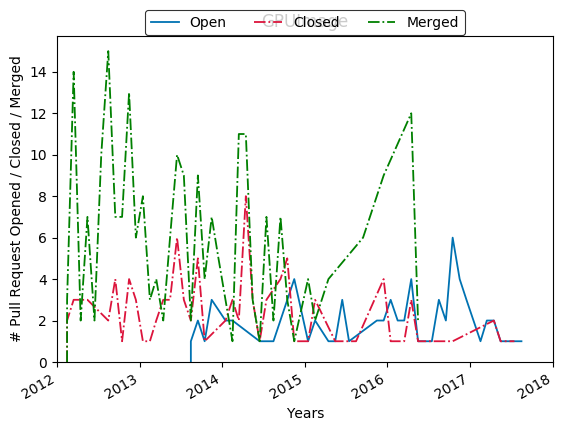 GPUImage
Open Closed Merged
# Pull Request Opened / Closed / Merged
14
12
10
8
6
4
2
0
2012 2013 2014 2015 2016 2017 2018
Years